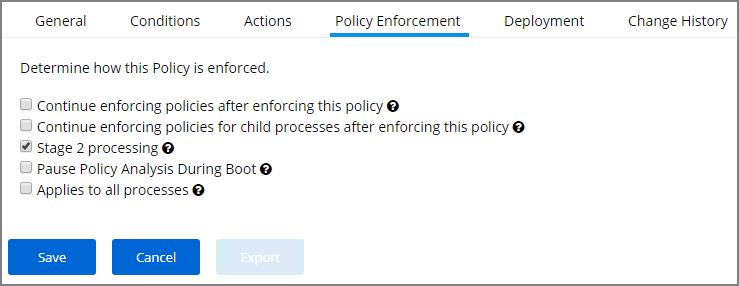 General Conditions Actions Policy Enforcement Deployment Change History
Determine how this Policy is enforced.
Continue enforcing policies after enforcing this policy ?
Continue enforcing policies for child processes after enforcing this policy ?
Stage 2 processing ?
Pause Policy Analysis During Boot ?
Applies to all processes ?
Save Cancel Export